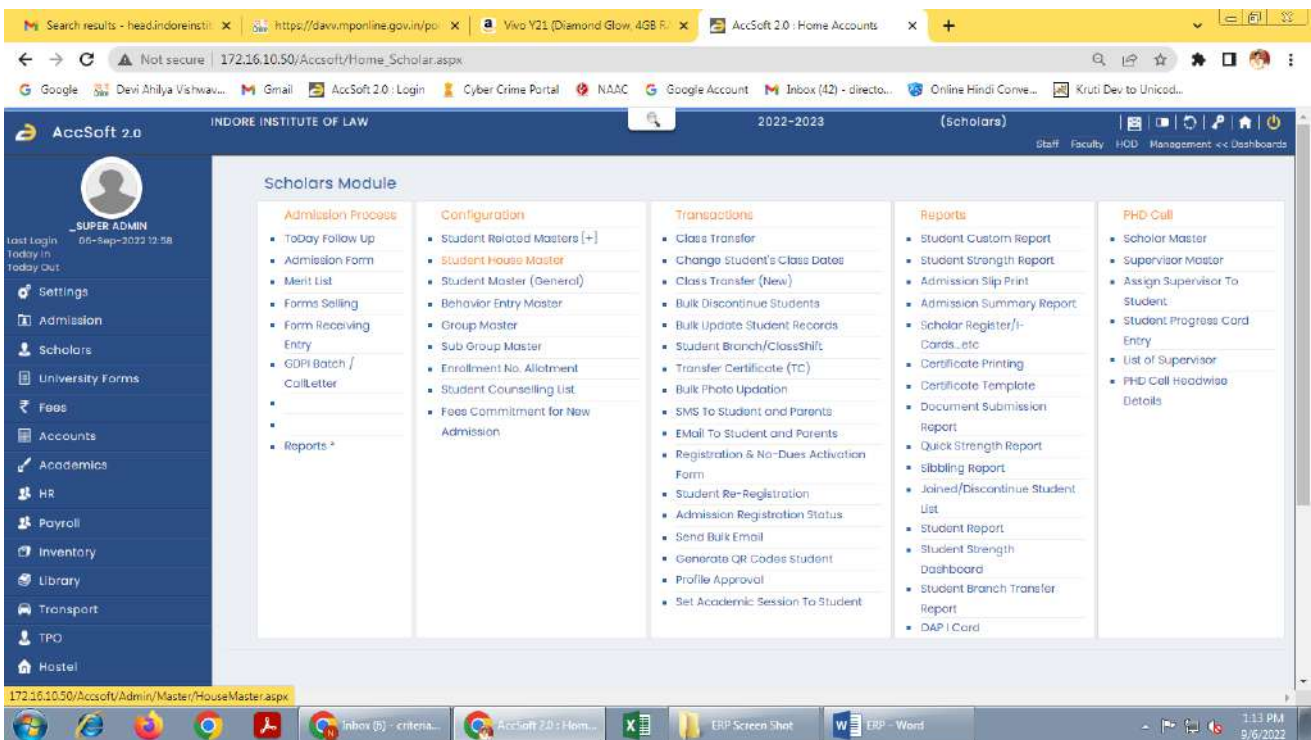 Search results - head.indoreinstit
https://davv.mponline.gov.in/po
Vivo Y21 (Diamond Glow, 4GB R
AccSoft 2.0 : Home Accounts
Not secure | 172.16.10.50/Accsoft/Home_Scholar.aspx
Google
Devi Ahilya Vishwav...
Gmail
AccSoft 2.0 : Login
Cyber Crime Portal
NAAC
Google Account
Inbox (42) - directo...
Online Hindi Conve...
Kruti Dev to Unicod...
AccSoft 2.0
INDORE INSTITUTE OF LAW
2022-2023
(Scholars)
Staff Faculty HOD Management << Dashboards
_SUPER ADMIN
Last Login 06-Sep-2022 12:58
Today In
Today Out
Settings
Admission
Scholars
University Forms
Fees
Accounts
Academics
HR
Payroll
Inventory
Library
Transport
TPO
Hostel
Scholars Module
Admission Process
ToDay Follow Up
Admission Form
Merit List
Forms Selling
Form Receiving
Entry
GDPI Batch /
CallLetter
Reports
Configuration
Student Related Masters [+]
Student House Master
Student Master (General)
Behavior Entry Master
Group Master
Sub Group Master
Enrollment No. Allotment
Student Counselling List
Fees Commitment for New
Admission
Transactions
Class Transfer
Change Student's Class Dates
Class Transfer (New)
Bulk Discontinue Students
Bulk Update Student Records
Student Branch/ClassShift
Transfer Certificate (TC)
Bulk Photo Updation
SMS To Student and Parents
EMail To Student and Parents
Registration & No-Dues Activation
Form
Student Re-Registration
Admission Registration Status
Send Bulk Email
Generate QR Codes Student
Profile Approval
Set Academic Session To Student
Reports
Student Custom Report
Student Strength Report
Admission Slip Print
Admission Summary Report
Scholar Register/I-
Cards..etc
Certificate Printing
Certificate Template
Document Submission
Report
Quick Strength Report
Sibbling Report
Joined/Discontinue Student
List
Student Report
Student Strength
Dashboard
Student Branch Transfer
Report
DAP I Card
PHD Cell
Scholar Master
Supervisor Master
Assign Supervisor To
Student
Student Progress Card
Entry
List of Supervisor
PHD Cell Headwise
Details
172.16.10.50/Accsoft/Admin/Master/HouseMaster.aspx
Inbox (6) - criteria...
AccSoft 2.0 : Hom...
ERP Screen Shot
ERP - Word
1:13 PM
9/6/2022